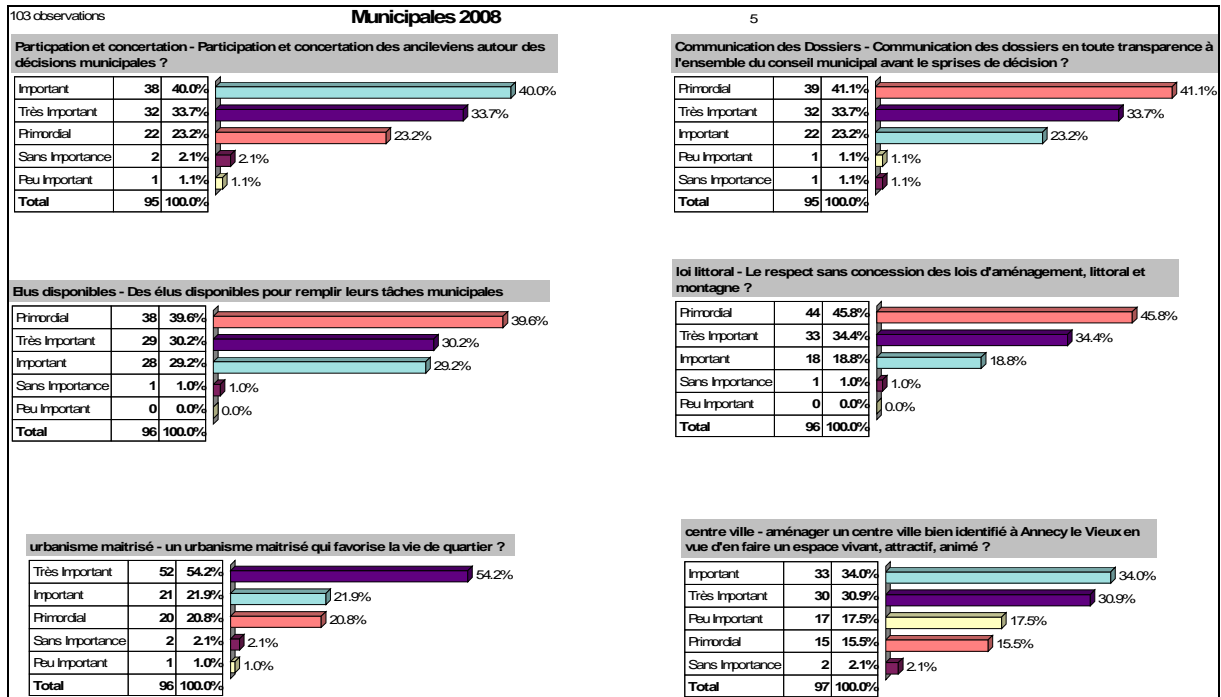 103 observations
Municipales 2008
5
Particpation et concertation - Participation et concertation des ancileviens autour des
décisions municipales ?
Important 38 40.0% 40.0%
Très Important 32 33.7% 33.7%
Primordial 22 23.2% 23.2%
Sans Importance 2 2.1% 2.1%
Peu Important 1 1.1% 1.1%
Total 95 100.0%
Communication des Dossiers - Communication des dossiers en toute transparence à
l'ensemble du conseil municipal avant le sprises de décision ?
Primordial 39 41.1% 41.1%
Très Important 32 33.7% 33.7%
Important 22 23.2% 23.2%
Peu Important 1 1.1% 1.1%
Sans Importance 1 1.1% 1.1%
Total 95 100.0%
Elus disponibles - Des élus disponibles pour remplir leurs tâches municipales
Primordial 38 39.6% 39.6%
Très Important 29 30.2% 30.2%
Important 28 29.2% 29.2%
Sans Importance 1 1.0% 1.0%
Peu Important 0 0.0% 0.0%
Total 96 100.0%
loi littoral - Le respect sans concession des lois d'aménagement, littoral et
montagne ?
Primordial 44 45.8% 45.8%
Très Important 33 34.4% 34.4%
Important 18 18.8% 18.8%
Sans Importance 1 1.0% 1.0%
Peu Important 0 0.0% 0.0%
Total 96 100.0%
urbanisme maitrisé - un urbanisme maitrisé qui favorise la vie de quartier ?
Très Important 52 54.2% 54.2%
Important 21 21.9% 21.9%
Primordial 20 20.8% 20.8%
Sans Importance 2 2.1% 2.1%
Peu Important 1 1.0% 1.0%
Total 96 100.0%
centre ville - aménager un centre ville bien identifié à Annecy le Vieux en
vue d'en faire un espace vivant, attractif, animé ?
Important 33 34.0% 34.0%
Très Important 30 30.9% 30.9%
Peu Important 17 17.5% 17.5%
Primordial 15 15.5% 15.5%
Sans Importance 2 2.1% 2.1%
Total 97 100.0%